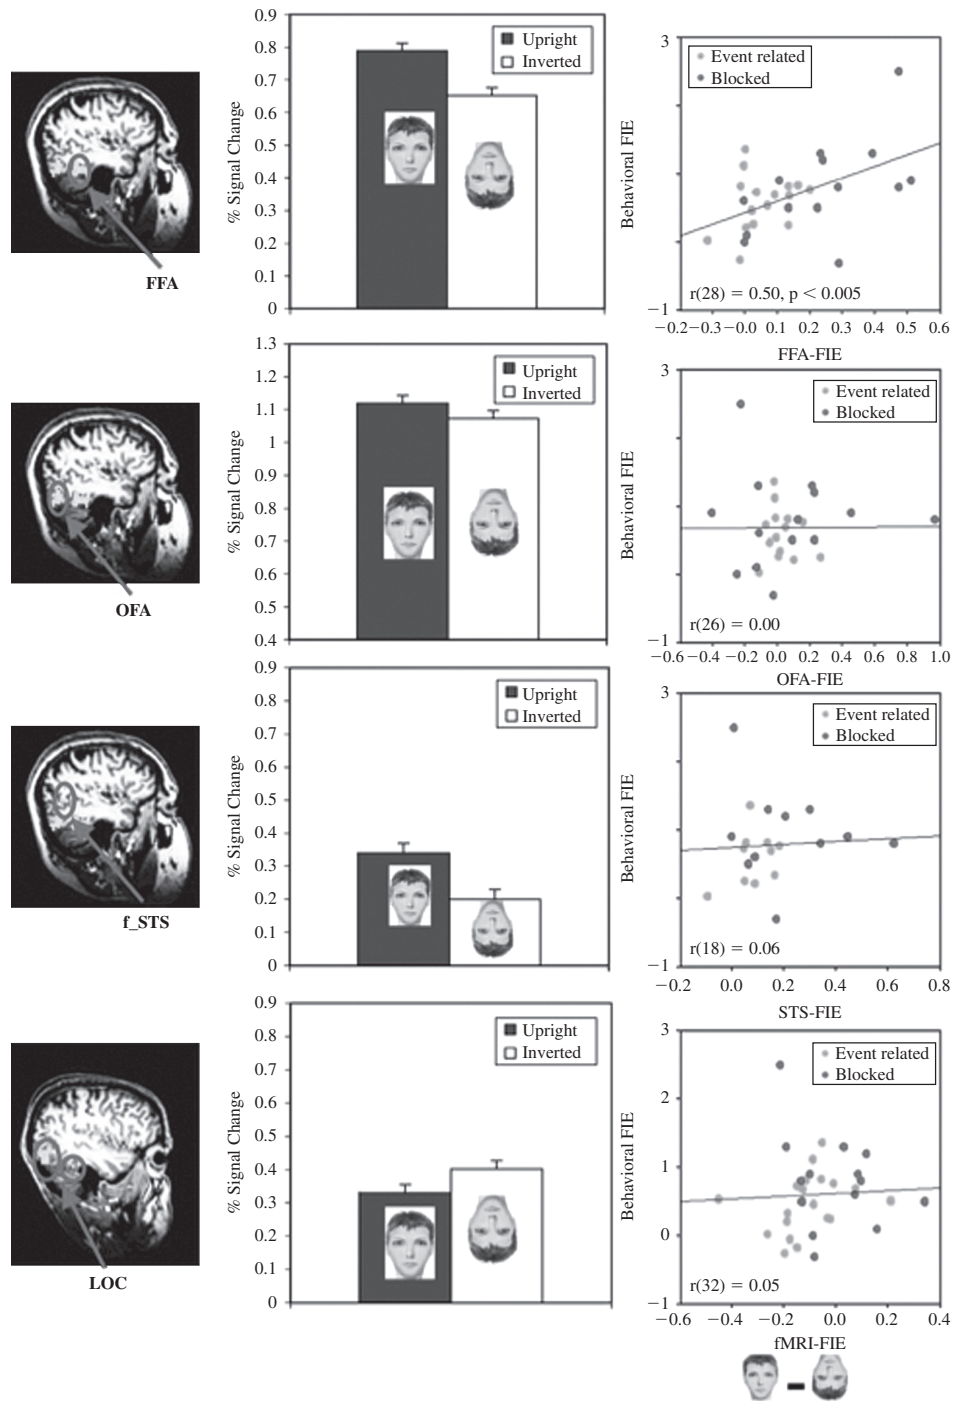 FFA
% Signal Change
0.9
0.8
0.7
0.6
0.5
0.4
0.3
0.2
0.1
0
Upright
Inverted
Behavioral FIE
3
−1
Event related
Blocked
r(28) = 0.50, p < 0.005
−0.2−0.3−0.0 0.1 0.2 0.3 0.4 0.5 0.6
FFA-FIE
OFA
% Signal Change
1.3
1.2
1.1
1
0.9
0.8
0.7
0.6
0.5
0.4
Upright
Inverted
Behavioral FIE
3
−1
Event related
Blocked
r(26) = 0.00
−0.6−0.4 −0.2 0.0 0.2 0.4 0.6 0.8 1.0
OFA-FIE
f_STS
% Signal Change
0.9
0.8
0.7
0.6
0.5
0.4
0.3
0.2
0.1
0
Upright
Inverted
Behavioral FIE
3
−1
Event related
Blocked
r(18) = 0.06
−0.2 0.0 0.2 0.4 0.6 0.8
STS-FIE
LOC
% Signal Change
0.9
0.8
0.7
0.6
0.5
0.4
0.3
0.2
0.1
0
Upright
Inverted
Behavioral FIE
3
2
1
0
−1
Event related
Blocked
r(32) = 0.05
−0.6 −0.4 −0.2 0.0 0.2 0.4
fMRI-FIE